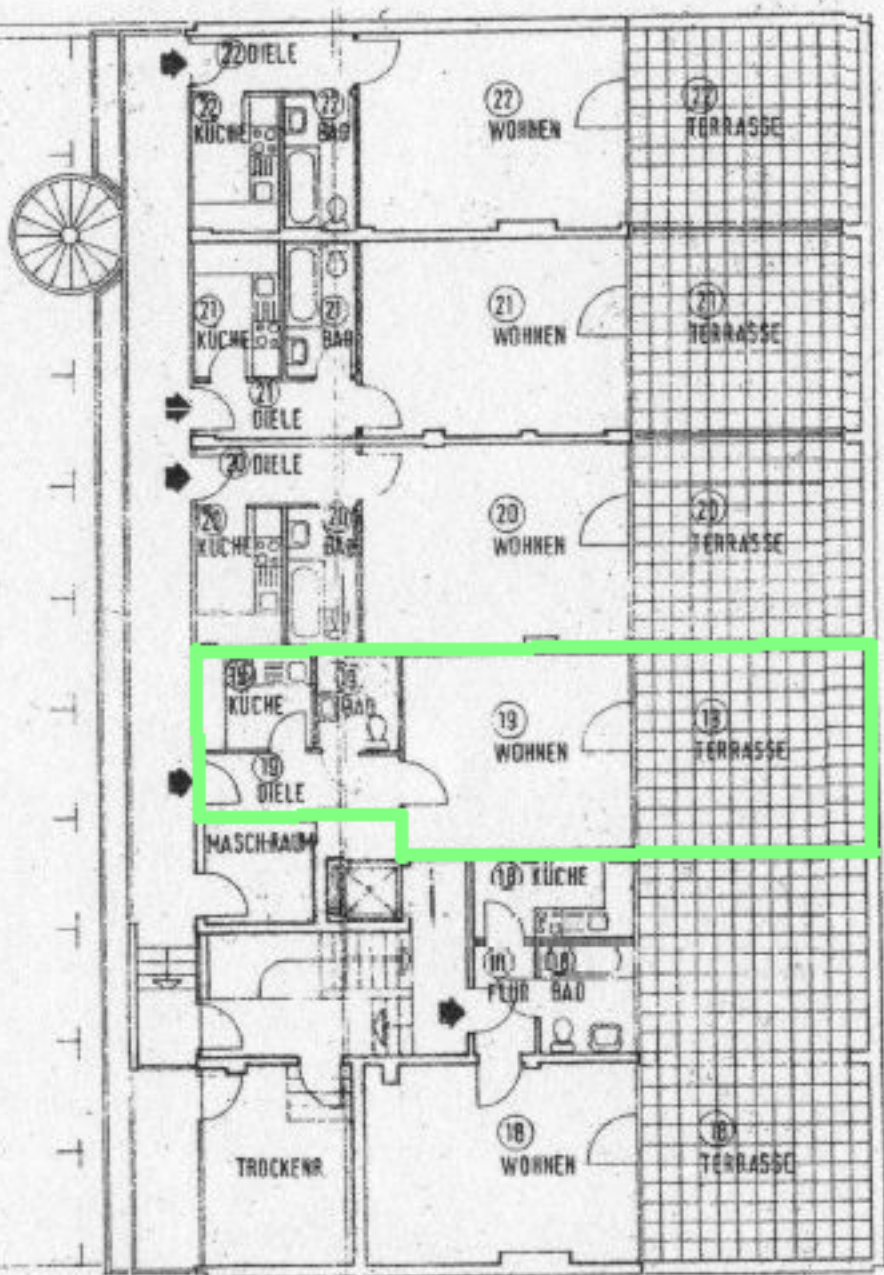 22 DIELE
22 KÜCHE
22 BAD
22 WOHNEN
22 TERRASSE
21 KÜCHE
21 BAD
21 WOHNEN
21 TERRASSE
21 DIELE
20 DIELE
20 KÜCHE
20 BAD
20 WOHNEN
20 TERRASSE
19 KÜCHE
19 BAD
19 WOHNEN
19 TERRASSE
19 DIELE
MASCH-RAUM
18 KÜCHE
18 FLUR
18 BAD
TROCKENR.
18 WOHNEN
18 TERRASSE